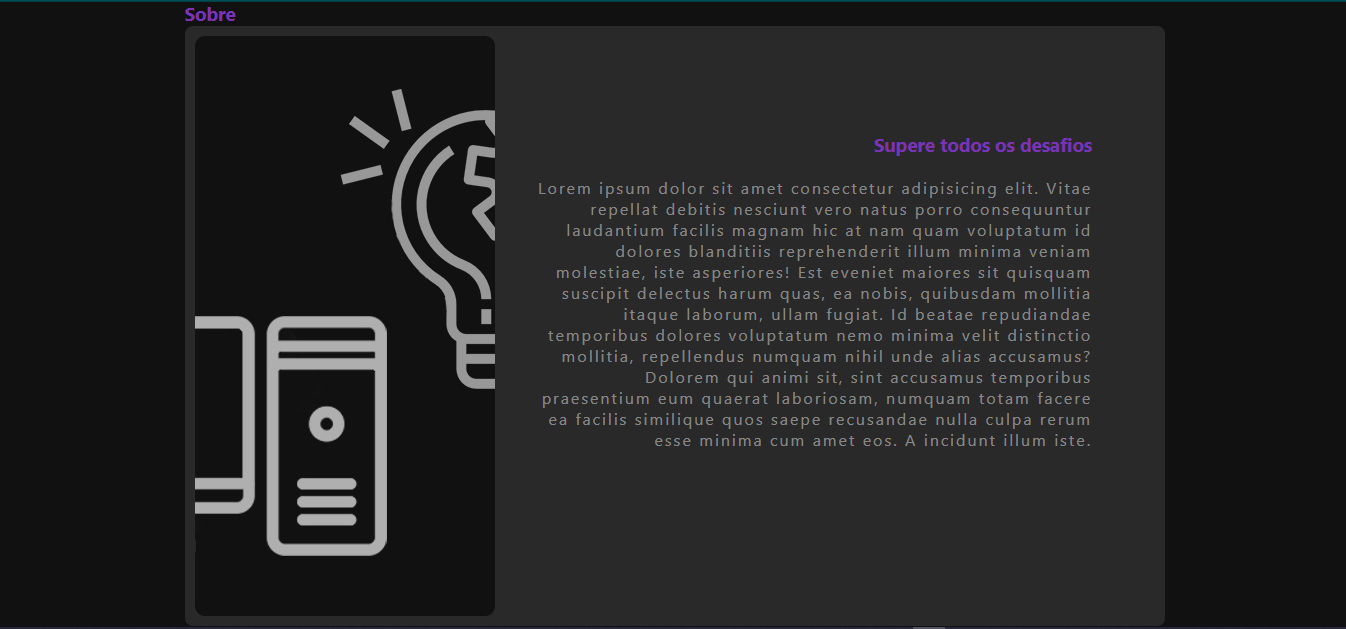 Sobre
Supere todos os desafios
Lorem ipsum dolor sit amet consectetur adipisicing elit. Vitae
repellat debitis nesciunt vero natus porro consequuntur
laudantium facilis magnam hic at nam quam voluptatum id
dolores blanditiis reprehenderit illum minima veniam
molestiae, iste asperiores! Est eveniet maiores sit quisquam
suscipit delectus harum quas, ea nobis, quibusdam mollitia
itaque laborum, ullam fugiat. Id beatae repudiandae
temporibus dolores voluptatum nemo minima velit distinctio
mollitia, repellendus numquam nihil unde alias accusamus?
Dolorem qui animi sit, sint accusamus temporibus
praesentium eum quaerat laboriosam, numquam totam facere
ea facilis similique quos saepe recusandae nulla culpa rerum
esse minima cum amet eos. A incidunt illum iste.